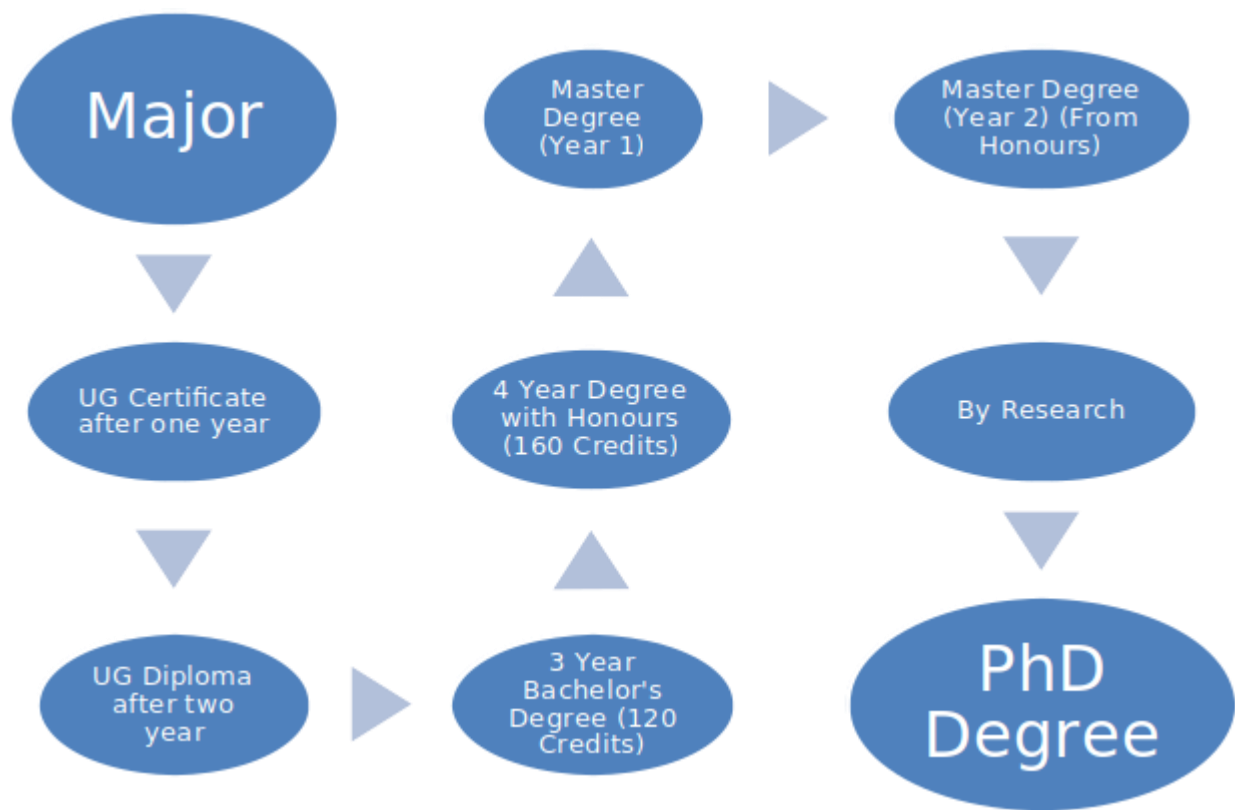 Major
UG Certificate
after one year
UG Diploma
after two
year
3 Year
Bachelor's
Degree (120
Credits)
4 Year Degree
with Honours
(160 Credits)
Master
Degree
(Year 1)
Master Degree
(Year 2) (From
Honours)
By Research
PhD
Degree